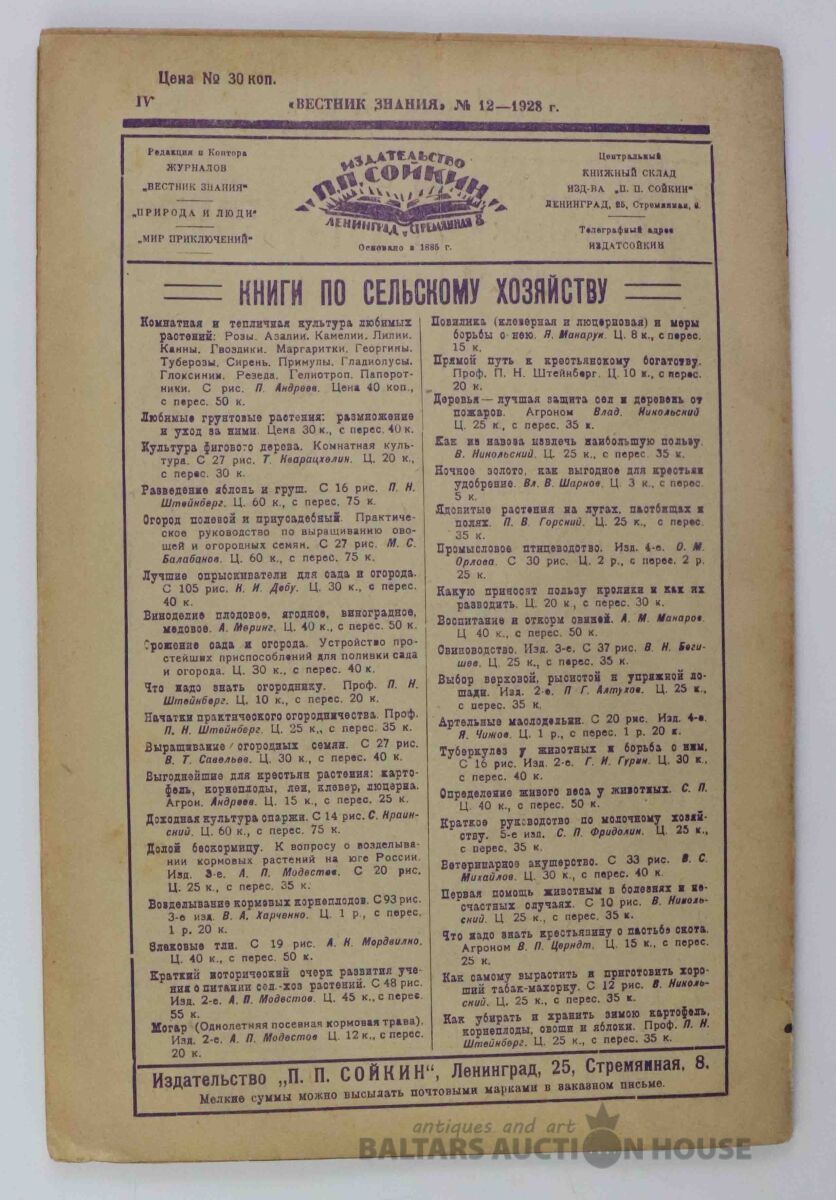 Цена № 30 коп.
IV
«ВЕСТНИК ЗНАНИЯ» № 12—1928 г.
Редакция и Контора
ЖУРНАЛОВ
„ВЕСТНИК ЗНАНИЯ“
„ПРИРОДА И ЛЮДИ“
„МИР ПРИКЛЮЧЕНИЙ“
ИЗДАТЕЛЬСТВО
„П.П. СОЙКИН“
ЛЕНИНГРАД, СТРЕМЯННАЯ 8
Основано в 1885 г.
Центральный
КНИЖНЫЙ СКЛАД
ИЗД-ВА „П. П. СОЙКИН“
ЛЕНИНГРАД, 25, Стремянная, 8.
Телеграфный адрес
ИЗДАТСОЙКИН
КНИГИ ПО СЕЛЬСКОМУ ХОЗЯЙСТВУ
Комнатная и тепличная культура любимых
растений: Розы. Азалии. Камелии. Лилии.
Канны. Гвоздики. Маргаритки. Георгины.
Туберозы. Сирень. Примулы. Гладиолусы.
Глоксинии. Резеда. Гелиотроп. Папорот-
ники. С рис. П. Андреев. Цена 40 коп.,
с перес. 50 к.
Любимые грунтовые растения: размножение
и уход за ними. Цена 30 к., с перес. 40 к.
Культура фигового дерева. Комнатная куль-
тура. С 27 рис. Т. Кварацхелин. Ц. 20 к.,
с перес. 30 к.
Разведение яблонь и груш. С 16 рис. П. Н.
Штейнберг. Ц. 60 к., с перес. 75 к.
Огород полевой и приусадебный. Практиче-
ское руководство по выращиванию ово-
щей и огородных семян. С 27 рис. М. С.
Балабанов. Ц. 60 к., с перес. 75 к.
Лучшие опрыскиватели для сада и огорода.
С 105 рис. К. И. Дебу. Ц. 30 к., с перес.
40 к.
Виноделие плодовое, ягодное, виноградное,
медовое. А. Меринг. Ц. 40 к., с перес. 50 к.
Орошение сада и огорода. Устройство про-
стейших приспособлений для поливки сада
и огорода. Ц. 30 к., с перес. 40 к.
Что надо знать огороднику. Проф. П. Н.
Штейнберг. Ц. 10 к., с перес. 20 к.
Начатки практического огородничества. Проф.
П. Н. Штейнберг. Ц. 25 к., с перес. 35 к.
Выращивание огородных семян. С 27 рис.
В. Т. Савельев. Ц. 30 к., с перес. 40 к.
Выгоднейшие для крестьян растения: карто-
фель, корнеплоды, лен, клевер, люцерна.
Агрон. Андреев. Ц. 15 к., с перес. 25 к.
Доходная культура спаржи. С 14 рис. С. Краин-
ский. Ц. 60 к., с перес. 75 к.
Долой бескормицу. К вопросу о возделыва-
нии кормовых растений на юге России.
Изд. 3-е. А. П. Модестов. С 20 рис.
Ц. 25 к., с перес. 35 к.
Возделывание кормовых корнеплодов. С 93 рис.
3-е изд. В. А. Харченко. Ц. 1 р., с перес.
1 р. 20 к.
Злаковые тли. С 19 рис. А. К. Мордвилко.
Ц. 40 к., с перес. 50 к.
Краткий исторический очерк развития уче-
ния о питании сел.-хоз растений. С 48 рис.
Изд. 2-е. А. П. Модестов. Ц. 45 к., с перес
55 к.
Могар (Однолетняя посевная кормовая трава).
Изд. 2-е. А. П. Модестов Ц. 12 к., с перес.
20 к.
Повилика (клеверная и люцерновая) и меры
борьбы с нею. Я. Манарук. Ц. 8 к., с перес.
15 к.
Прямой путь к крестьянскому богатству.
Проф. П. Н. Штейнберг. Ц. 10 к., с перес.
20 к.
Деревья — лучшая защита сел и деревень от
пожаров. Агроном Влад. Никольский
Ц. 25 к., с перес. 35 к.
Как из навоза извлечь наибольшую пользу.
В. Никольский. Ц. 25 к., с перес. 35 к.
Ночное золото, как выгодное для крестьян
удобрение. Вл. В. Шарков. Ц. 3 к., с перес.
5 к.
Ядовитые растения на лугах, пастбищах и
полях. П. В. Горский. Ц. 25 к., с перес.
35 к.
Промысловое птицеводство. Изд. 4-е. О. М.
Орлова. С 30 рис. Ц. 2 р., с перес. 2 р.
25 к.
Какую приносят пользу кролики и как их
разводить. Ц. 20 к., с перес. 30 к.
Воспитание и откорм свиней. А. М. Макаров.
Ц 40 к., с перес. 50 к.
Овиноводство. Изд. 3-е. С 37 рис. В. Н. Беги-
шев. Ц. 25 к., с перес. 35 к.
Выбор верховой, рысистой и упряжной ло-
шади. Изд. 2-е. П Г. Алтухов. Ц. 25 к.,
с перес. 35 к.
Артельные маслодельни. С 20 рис. Изд. 4-е.
Я. Чижов. Ц. 1 р., с перес. 1 р. 20 к.
Туберкулез у животных и борьба с ним,
С 16 рис. Изд. 2-е. Г. И. Гурин. Ц. 30 к.,
с перес. 40 к.
Определение живого веса у животных. С. П.
Ц. 40 к., с перес. 50 к.
Краткое руководство по молочному хозяй-
ству. 5-е изд. С. П. Фридолин. Ц. 25 к.,
с перес. 35 к.
Ветеринарное акушерство. С 33 рис. В. С.
Михайлов. Ц. 30 к., с перес. 40 к.
Первая помощь животным в болезнях и не-
счастных случаях. С 10 рис. В. Николь-
ский. Ц 25 к., с перес. 35 к.
Что надо знать крестьянину о пастьбе скота.
Агроном В. П. Церндт. Ц. 15 к., с перес.
25 к.
Как самому вырастить и приготовить хоро-
ший табак-махорку. С 12 рис. В. Николь-
ский. Ц. 25 к., с перес. 35 к.
Как убирать и хранить зимою картофель,
корнеплоды, овощи и яблоки. Проф. П. Н.
Штейнберг. Ц. 25 к., с перес. 35 к.
Издательство „П. П. СОЙКИН“, Ленинград, 25, Стремянная, 8.
Мелкие суммы можно высылать почтовыми марками в заказном письме.
antiques and art
BALTARS AUCTION HOUSE